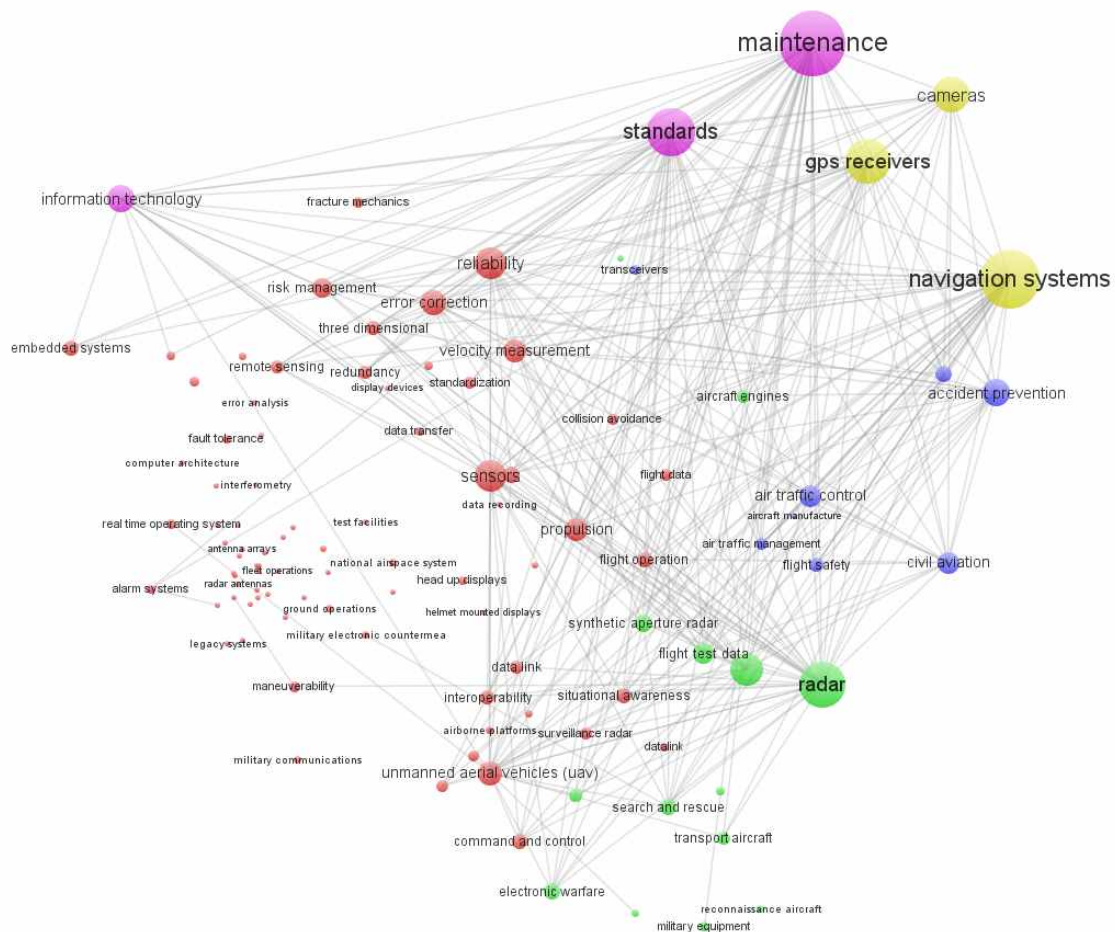 maintenance
cameras
standards
gps receivers
information technology
fracture mechanics
reliability
transceivers
navigation systems
risk management
error correction
three dimensional
embedded systems
velocity measurement
remote sensing
redundancy
standardization
display devices
accident prevention
aircraft engines
error analysis
collision avoidance
data transfer
fault tolerance
computer architecture
sensors
flight data
interferometry
air traffic control
data recording
aircraft manufacture
real time operating system
test facilities
propulsion
air traffic management
antenna arrays
national airspace system
flight operation
flight safety
civil aviation
fleet operations
radar antennas
head up displays
alarm systems
ground operations
helmet mounted displays
synthetic aperture radar
military electronic countermea
legacy systems
flight test data
data link
radar
maneuverability
interoperability
situational awareness
airborne platforms
surveillance radar
datalink
military communications
unmanned aerial vehicles (uav)
search and rescue
command and control
transport aircraft
electronic warfare
reconnaissance aircraft
military equipment